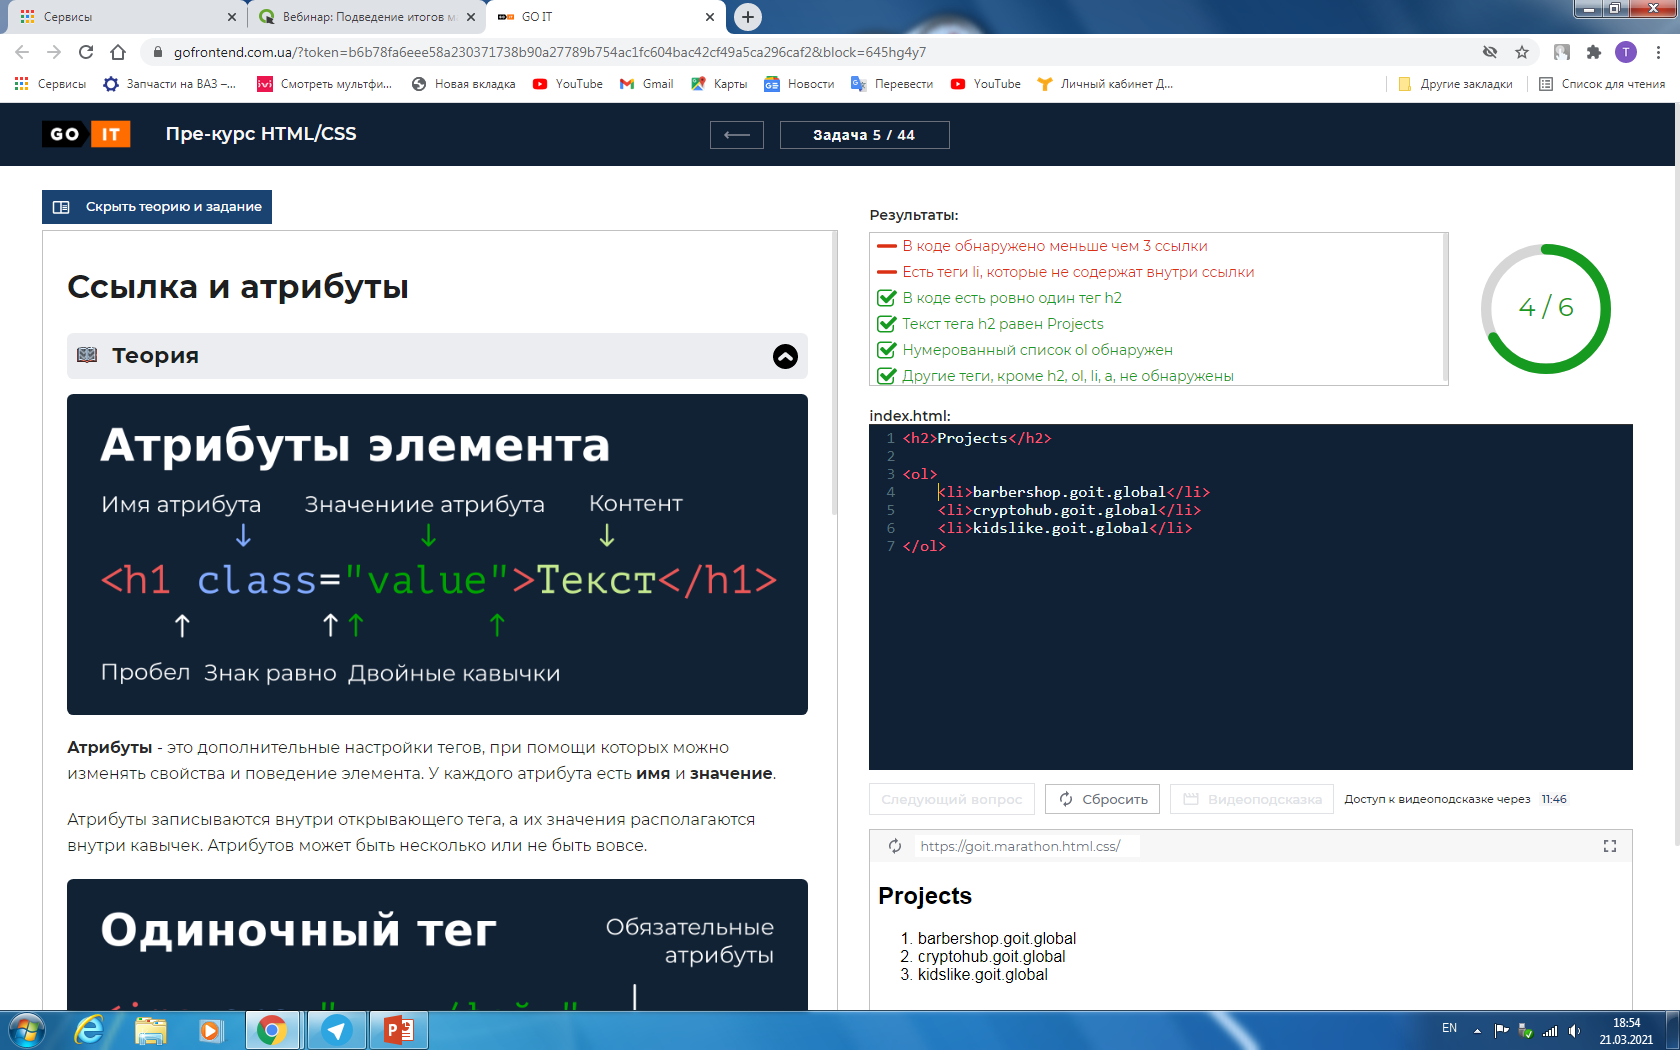 Сервисы
Вебинар: Подведение итогов м
GO IT
gofrontend.com.ua/?token=b6b78fa6eee58a230371738b90a27789b754ac1fc604bac42cf49a5ca296caf2&block=645hg4y7
T
Сервисы
Запчасти на ВАЗ –...
ivi
Смотреть мультфи...
Новая вкладка
YouTube
Gmail
Карты
Новости
Перевести
YouTube
Личный кабинет Д...
Другие закладки
Список для чтения
GO IT
Пре-курс HTML/CSS
Задача 5 / 44
Скрыть теорию и задание
Ссылка и атрибуты
Теория
Атрибуты элемента
Имя атрибута Значениие атрибута Контент
<h1 class="value">Текст</h1>
Пробел Знак равно Двойные кавычки
Атрибуты - это дополнительные настройки тегов, при помощи которых можно
изменять свойства и поведение элемента. У каждого атрибута есть имя и значение.
Атрибуты записываются внутри открывающего тега, а их значения располагаются
внутри кавычек. Атрибутов может быть несколько или не быть вовсе.
Одиночный тег
Обязательные
атрибуты
Результаты:
В коде обнаружено меньше чем 3 ссылки
Есть теги li, которые не содержат внутри ссылки
В коде есть ровно один тег h2
Текст тега h2 равен Projects
Нумерованный список ol обнаружен
Другие теги, кроме h2, ol, li, a, не обнаружены
4 / 6
index.html:
1 <h2>Projects</h2>
2
3 <ol>
4 <li>barbershop.goit.global</li>
5 <li>cryptohub.goit.global</li>
6 <li>kidslike.goit.global</li>
7 </ol>
Следующий вопрос
Сбросить
Видеоподсказка
Доступ к видеоподсказке через 11:46
https://goit.marathon.html.css/
Projects
1. barbershop.goit.global
2. cryptohub.goit.global
3. kidslike.goit.global
EN
18:54
21.03.2021